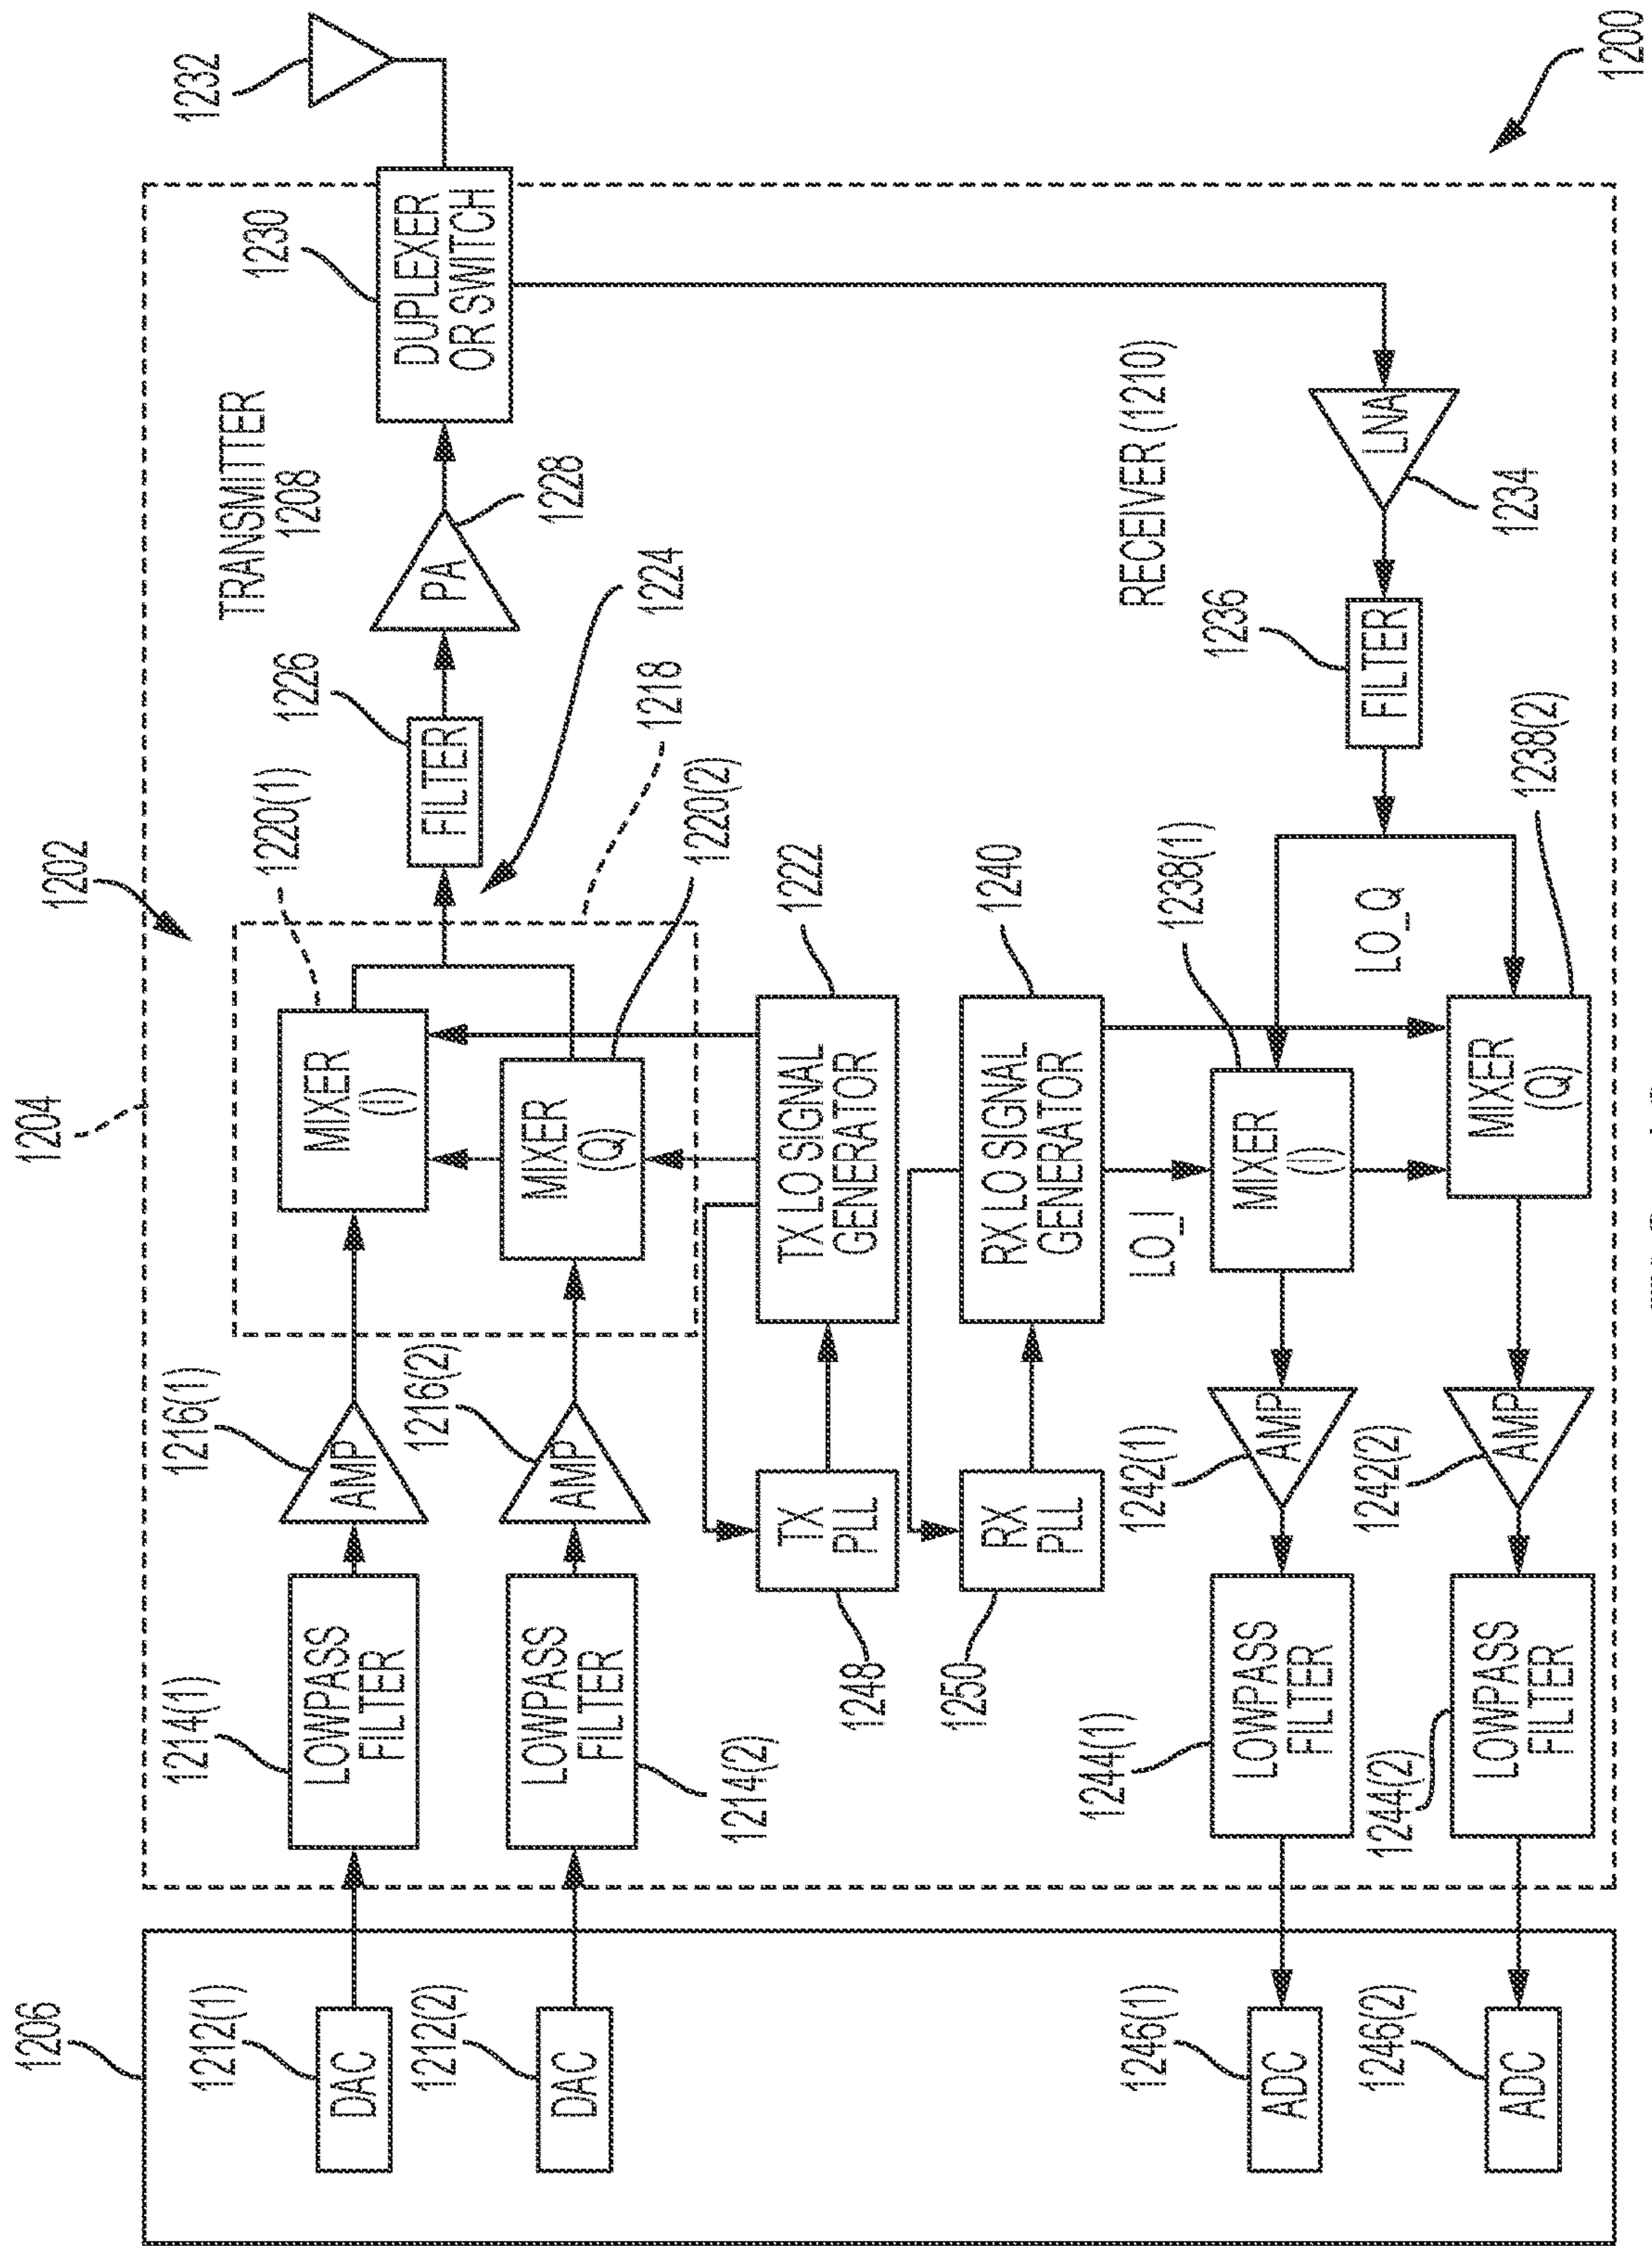 1206
1204
1202
1212(1)
1214(1)
1216(1)
1220(1)
1226
TRANSMITTER
1208
1230
1232
DAC
LOWPASS
FILTER
AMP
MIXER
(I)
FILTER
PA
DUPLEXER
OR SWITCH
1212(2)
1216(2)
DAC
LOWPASS
FILTER
AMP
MIXER
(Q)
1228
1214(2)
1220(2)
1218
1224
TX
PLL
TX LO SIGNAL
GENERATOR
1222
1248
RX
PLL
RX LO SIGNAL
GENERATOR
1240
1250
1246(1)
1244(1)
1242(1)
LO_I
1238(1)
1236
RECEIVER (1210)
ADC
LOWPASS
FILTER
AMP
MIXER
(I)
LO_Q
FILTER
LNA
1246(2)
1244(2)
1242(2)
1238(2)
1234
ADC
LOWPASS
FILTER
AMP
MIXER
(Q)
1200